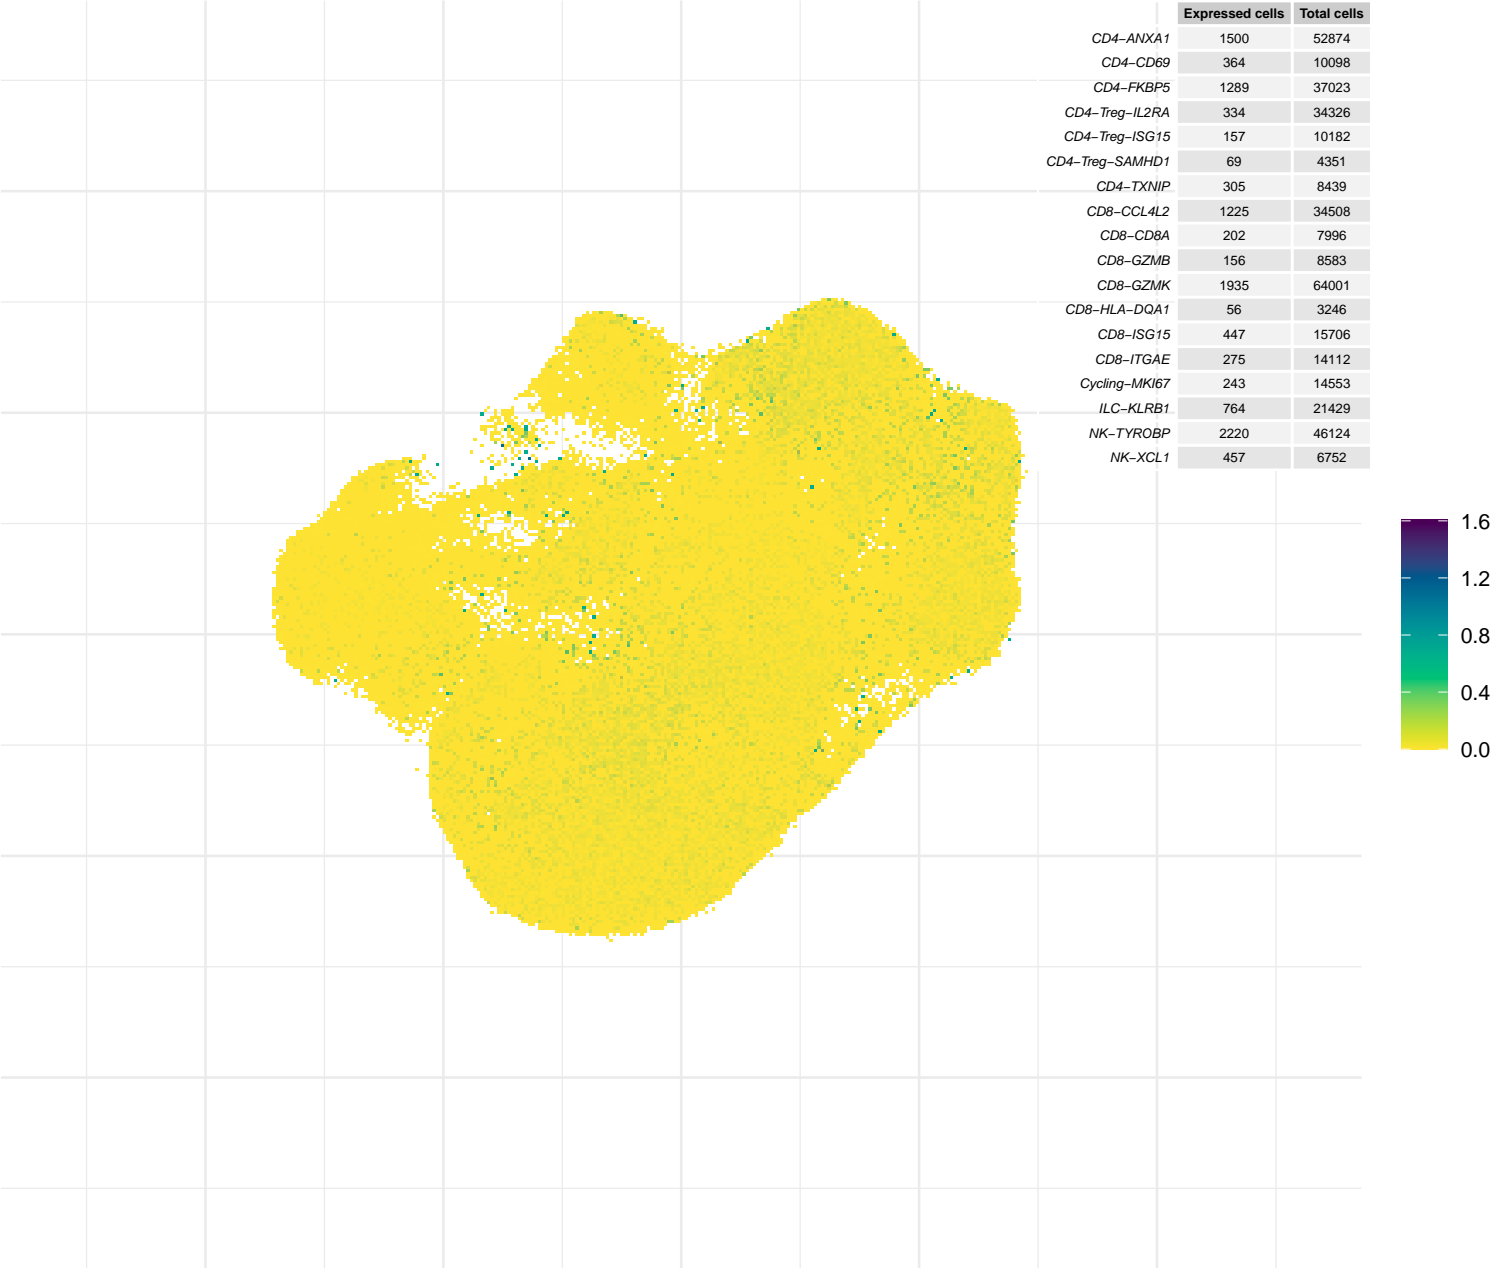 Expressed cells Total cells
CD4–ANXA1 1500 52874
CD4–CD69 364 10098
CD4–FKBP5 1289 37023
CD4–Treg–IL2RA 334 34326
CD4–Treg–ISG15 157 10182
CD4–Treg–SAMHD1 69 4351
CD4–TXNIP 305 8439
CD8–CCL4L2 1225 34508
CD8–CD8A 202 7996
CD8–GZMB 156 8583
CD8–GZMK 1935 64001
CD8–HLA–DQA1 56 3246
CD8–ISG15 447 15706
CD8–ITGAE 275 14112
Cycling–MKI67 243 14553
ILC–KLRB1 764 21429
NK–TYROBP 2220 46124
NK–XCL1 457 6752
1.6
1.2
0.8
0.4
0.0